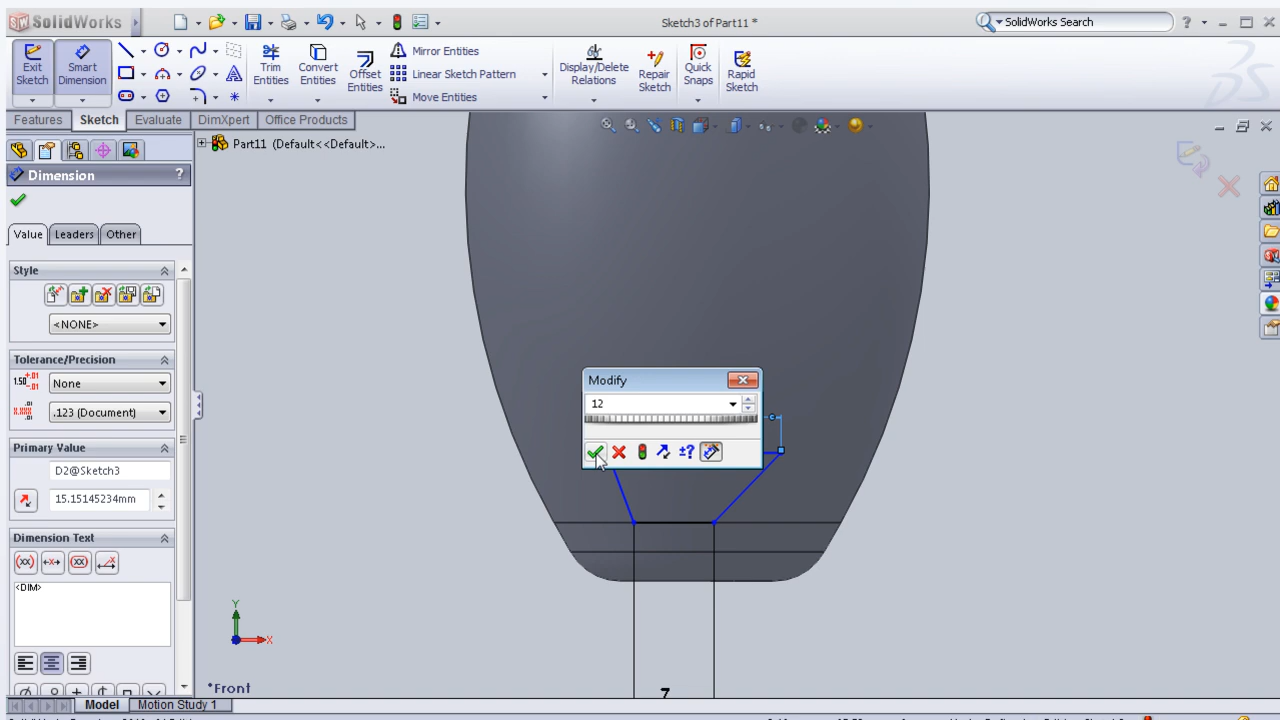 SolidWorks
Sketch3 of Part11 *
SolidWorks Search
Exit Sketch
Smart Dimension
Trim Entities
Convert Entities
Offset Entities
Mirror Entities
Linear Sketch Pattern
Move Entities
Display/Delete Relations
Repair Sketch
Quick Snaps
Rapid Sketch
Features
Sketch
Evaluate
DimXpert
Office Products
Part11 (Default<<Default>...
Dimension
?
Value
Leaders
Other
Style
<NONE>
Tolerance/Precision
None
.123 (Document)
Primary Value
D2@Sketch3
15.15145234mm
Dimension Text
<DIM>
Modify
12
±?
Y
X
*Front
7
Model
Motion Study 1